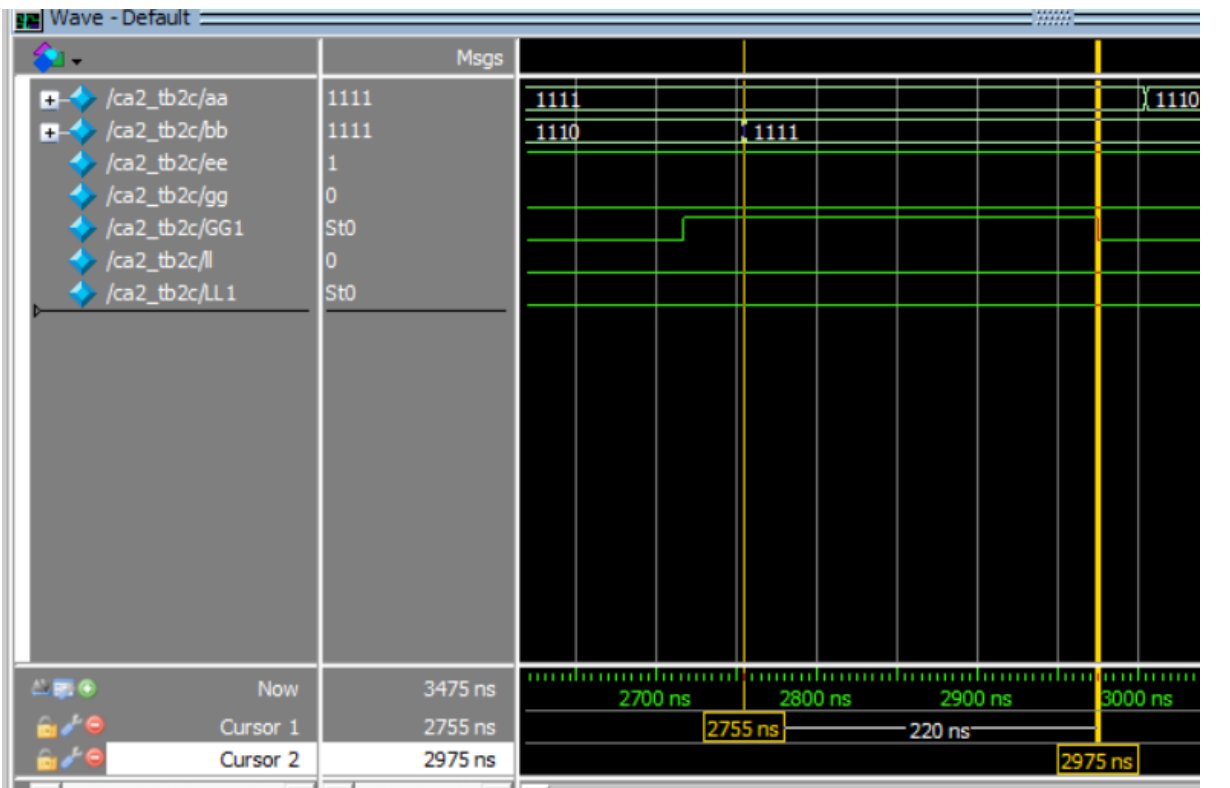 Wave - Default
Msgs
/ca2_tb2c/aa 1111 1111 1110
/ca2_tb2c/bb 1111 1110 1111
/ca2_tb2c/ee 1
/ca2_tb2c/gg 0
/ca2_tb2c/GG1 St0
/ca2_tb2c/ll 0
/ca2_tb2c/LL1 St0
Now 3475 ns 2700 ns 2800 ns 2900 ns 3000 ns
Cursor 1 2755 ns 2755 ns 220 ns
Cursor 2 2975 ns 2975 ns